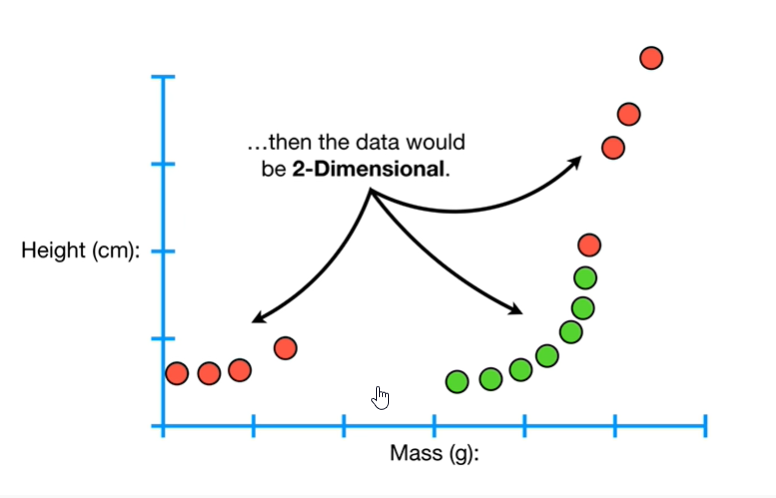 …then the data would
be 2-Dimensional.
Height (cm):
Mass (g):